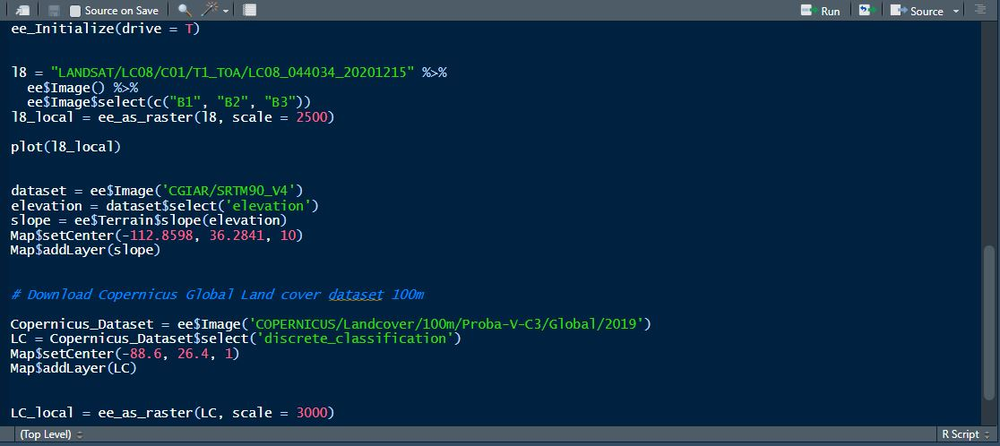 Source on Save
Run
Source
ee_Initialize(drive = T)
l8 = "LANDSAT/LC08/C01/T1_TOA/LC08_044034_20201215" %>%
ee$Image() %>%
ee$Image$select(c("B1", "B2", "B3"))
l8_local = ee_as_raster(l8, scale = 2500)
plot(l8_local)
dataset = ee$Image('CGIAR/SRTM90_V4')
elevation = dataset$select('elevation')
slope = ee$Terrain$slope(elevation)
Map$setCenter(-112.8598, 36.2841, 10)
Map$addLayer(slope)
# Download Copernicus Global Land cover dataset 100m
Copernicus_Dataset = ee$Image('COPERNICUS/Landcover/100m/Proba-V-C3/Global/2019')
LC = Copernicus_Dataset$select('discrete_classification')
Map$setCenter(-88.6, 26.4, 1)
Map$addLayer(LC)
LC_local = ee_as_raster(LC, scale = 3000)
(Top Level)
R Script